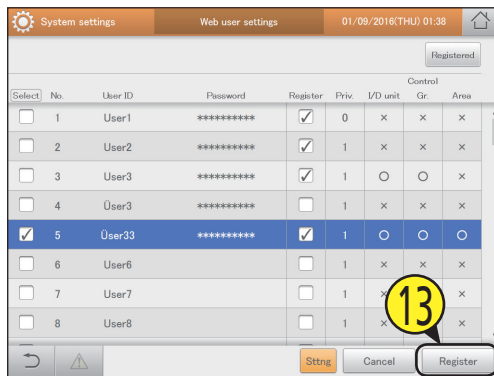 System settings Web user settings 01/09/2016(THU) 01:38
Registered
Control
Select No. User ID Password Register Priv. I/D unit Gr. Area
1 User1 ********** ✓ 0 × × ×
2 User2 ********** ✓ 1 × × ×
3 User3 ********** ✓ 1 ○ ○ ×
4 Üser3 ********** 1 × × ×
✓ 5 Üser33 ********** ✓ 1 ○ ○ ○
6 User6 1 × × ×
7 User7 1 × ×
8 User8 1 × ×
13
Sttng Cancel Register